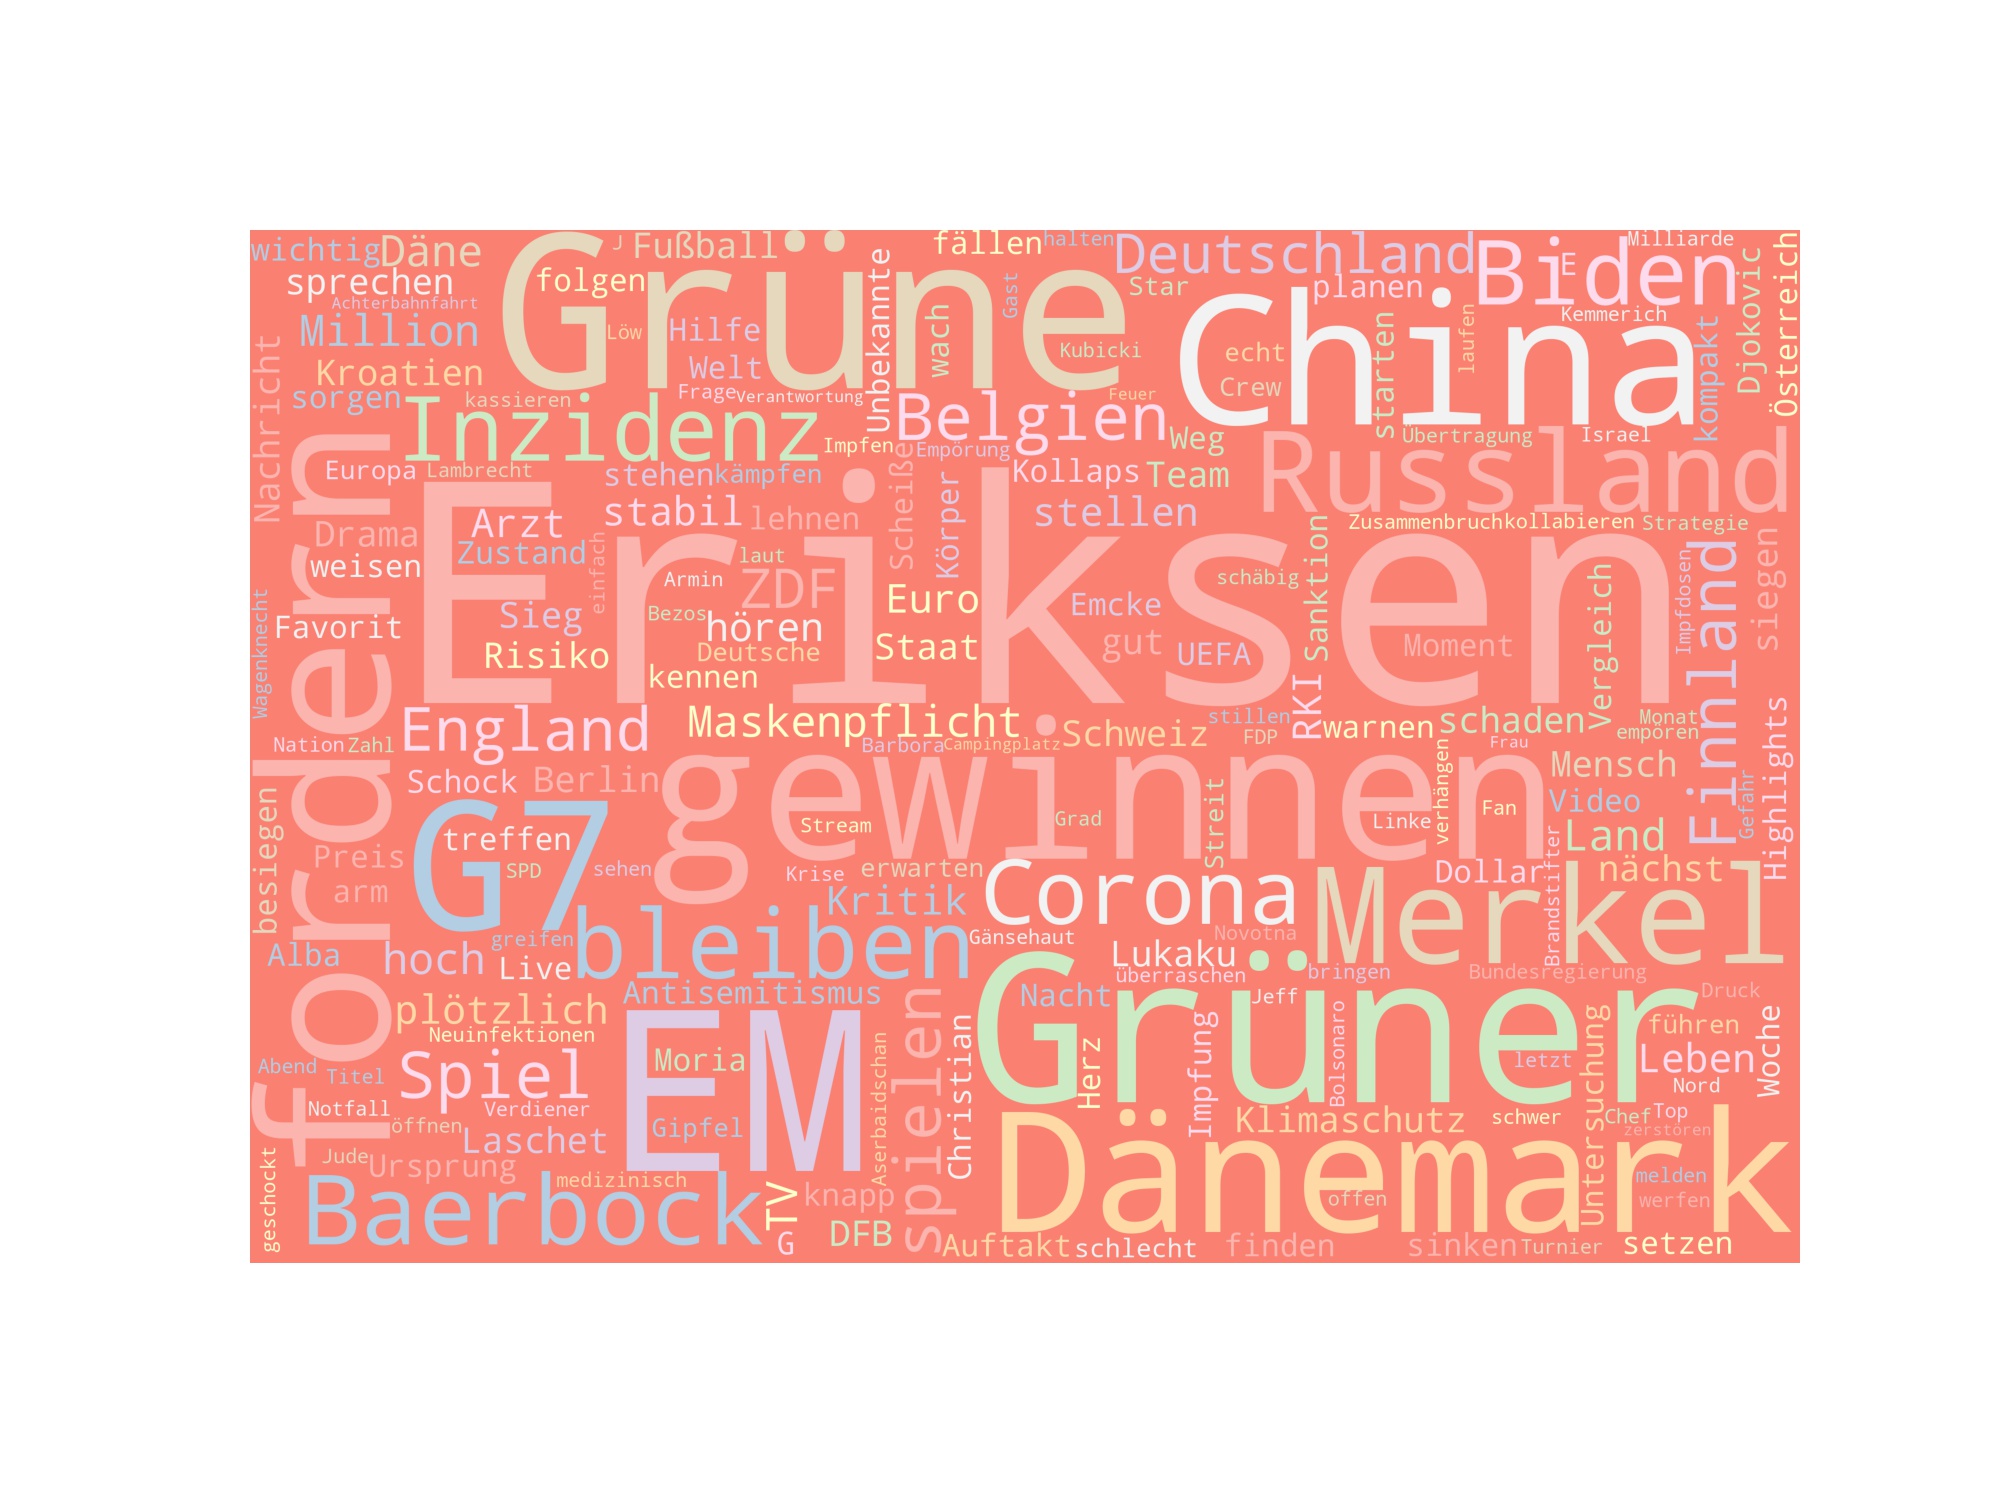 wichtig
Däne
J
Fußball
fällen
halten
Deutschland
Biden
E
Milliarde
Österreich
sprechen
folgen
Grüne
Gast
Star
planen
Djokovic
Achterbahnfahrt
Million
Löw
Hilfe
Unbekannte
wach
Kubicki
China
echt
starten
laufen
Kemmerich
kompakt
Nachricht
Kroatien
Welt
Crew
sorgen
kassieren
Frage
Verantwortung
Feuer
Inzidenz
Impfen
Belgien
Empörung
Weg
Übertragung
Israel
Russland
Europa
Lambrecht
stehen
kämpfen
Scheiße
Körper
Kollaps
Team
fordern
Eriksen
Drama
Arzt
stabil
lehnen
stellen
Zusammenbruch
kollabieren
Strategie
siegen
weisen
Zustand
einfach
laut
ZDF
Armin
schäbig
Sanktion
Vergleich
Impfdosen
Finnland
Wagenknecht
Favorit
Sieg
Bezos
hören
Euro
Emcke
Risiko
Deutsche
Staat
gut
UEFA
Moment
kennen
RKI
England
Maskenpflicht
Schweiz
stillen
FDP
warnen
schaden
Monat
empören
Highlights
Nation
Zahl
Barbora
Campingplatz
Frau
Schock
Berlin
gewinnen
verhängen
Mensch
Gefahr
besiegen
G7
treffen
Stream
Grad
Streit
Linke
Fan
Video
Land
Preis
arm
SPD
sehen
Krise
erwarten
Dollar
nächst
Brandstifter
Kritik
Corona
Merkel
Alba
hoch
greifen
Live
bleiben
Gänsehaut
Lukaku
Novotna
überraschen
bringen
Bundesregierung
Druck
plötzlich
Antisemitismus
spielen
Nacht
Jeff
Grüner
Neuinfektionen
EM
Moria
Aserbaidschan
Christian
Herz
Impfung
Bolsonaro
letzt
Untersuchung
führen
Leben
Woche
Abend
Titel
Spiel
Nord
Notfall
Verdiener
öffnen
Laschet
Gipfel
Klimaschutz
schwer
Chef
Top
zerstören
Dänemark
geschockt
Jude
Ursprung
medizinisch
melden
Baerbock
TV
G
knapp
DFB
offen
werfen
Auftakt
schlecht
finden
sinken
Turnier
setzen